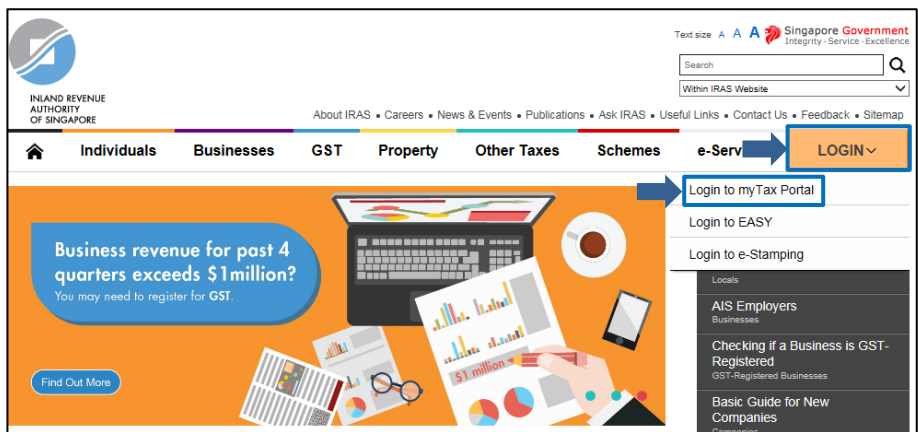 Text size A A A Singapore Government
Integrity · Service · Excellence
Search
Within IRAS Website
INLAND REVENUE
AUTHORITY
OF SINGAPORE
About IRAS • Careers • News & Events • Publications • Ask IRAS • Useful Links • Contact Us • Feedback • Sitemap
Individuals Businesses GST Property Other Taxes Schemes e-Serv LOGIN
Login to myTax Portal
Login to EASY
Login to e-Stamping
Business revenue for past 4
quarters exceeds $1million?
You may need to register for GST.
Find Out More
$1 million
Locals
AIS Employers
Businesses
Checking if a Business is GST-
Registered
GST-Registered Businesses
Basic Guide for New
Companies
Companies